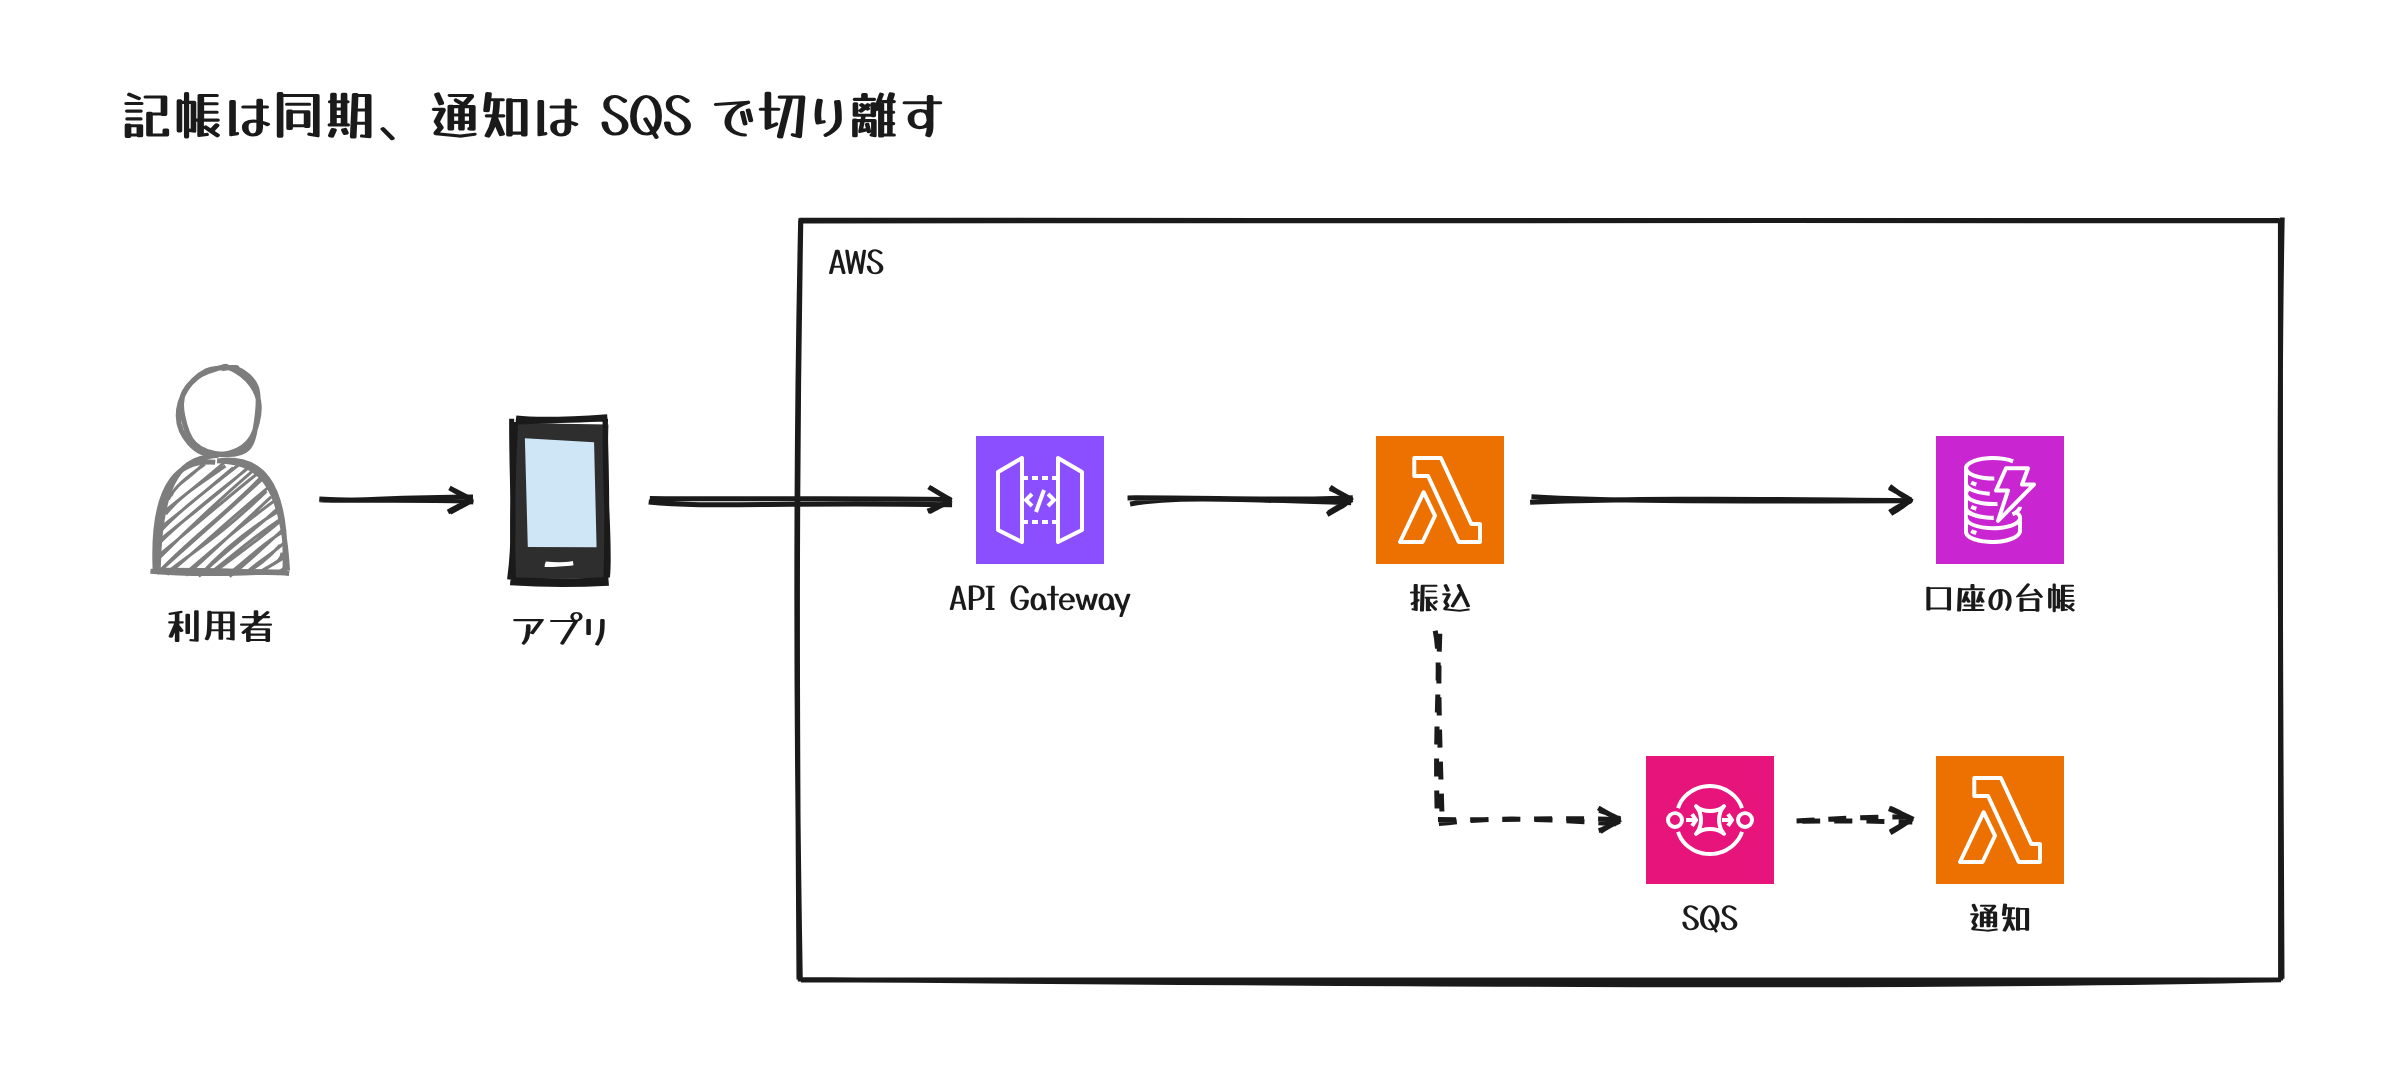 記帳は同期、通知は SQS で切り離す
AWS
利用者
アプリ
API Gateway
振込
口座の台帳
SQS
通知